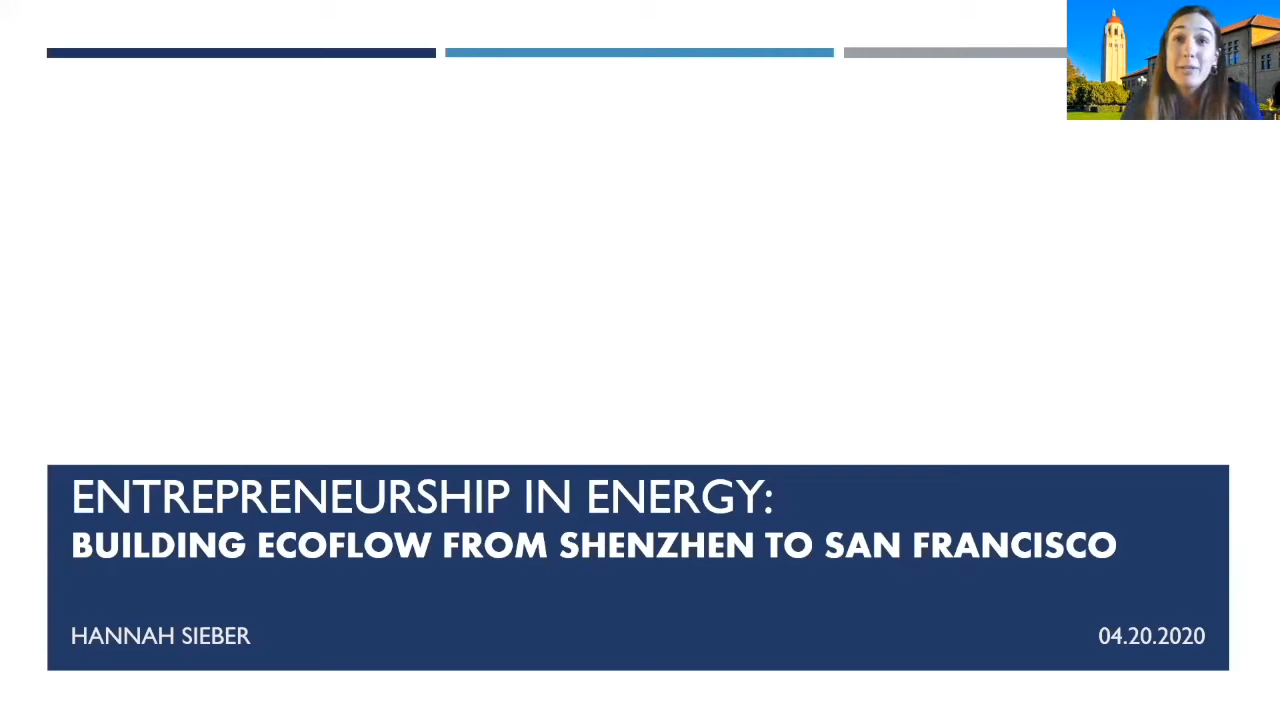 ENTREPRENEURSHIP IN ENERGY:
BUILDING ECOFLOW FROM SHENZHEN TO SAN FRANCISCO
HANNAH SIEBER
04.20.2020